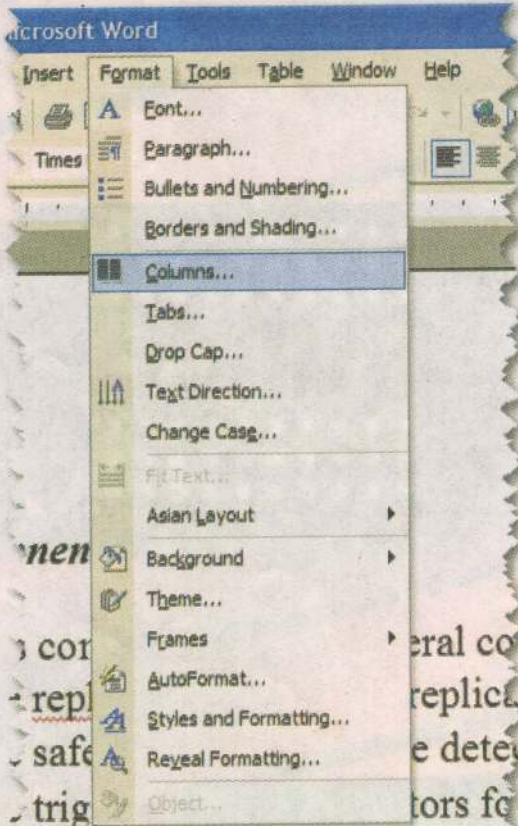 icrosoft Word
Insert Format Tools Table Window Help
Times
A Font...
Paragraph...
Bullets and Numbering...
Borders and Shading...
Columns...
Tabs...
Drop Cap...
Text Direction...
Change Case...
Fit Text...
Asian Layout
Background
Theme...
Frames
AutoFormat...
Styles and Formatting...
Reveal Formatting...
Object...
nen
con eral co
repl replica
safe e dete
trig tors fo